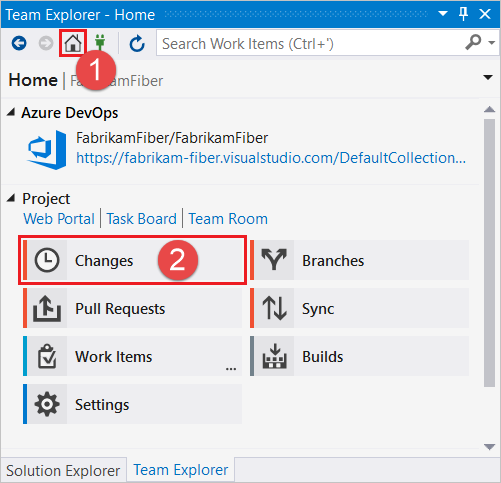 Team Explorer - Home
Search Work Items (Ctrl+')
1
Home | FabrikamFiber
Azure DevOps
FabrikamFiber/FabrikamFiber
https://fabrikam-fiber.visualstudio.com/DefaultCollection...
Project
Web Portal | Task Board | Team Room
Changes 2 Branches
Pull Requests Sync
Work Items ... Builds
Settings
Solution Explorer Team Explorer